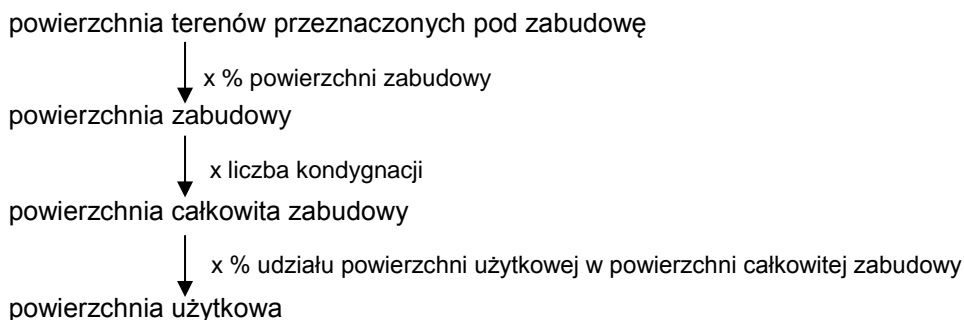 powierzchnia terenów przeznaczonych pod zabudowę
x % powierzchni zabudowy
powierzchnia zabudowy
x liczba kondygnacji
powierzchnia całkowita zabudowy
x % udziału powierzchni użytkowej w powierzchni całkowitej zabudowy
powierzchnia użytkowa